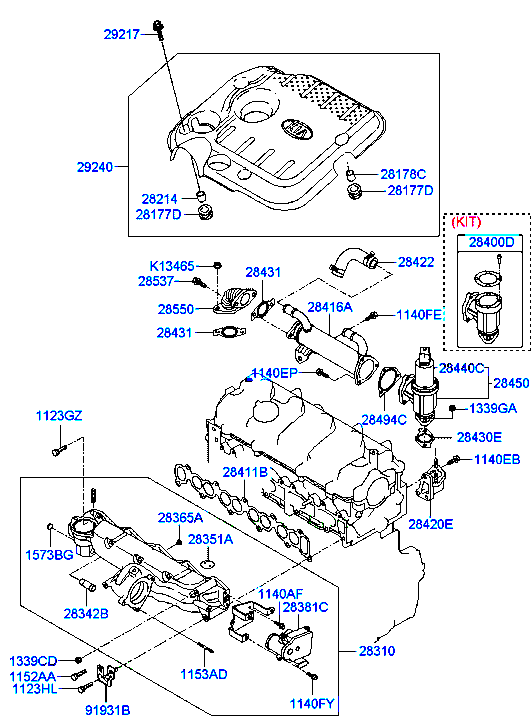 29217
KIA
29240
28178C
28177D
28214
28177D
(KIT)
28400D
K13465
28431
28422
28537
28550
28416A
1140FE
28431
1140EP
28440C
28450
1339GA
28494C
1123GZ
28430E
1140EB
28411B
28420E
28365A
28351A
1573BG
1140AF
28381C
28342B
28310
1339CD
1153AD
1152AA
1123HL
1140FY
91931B